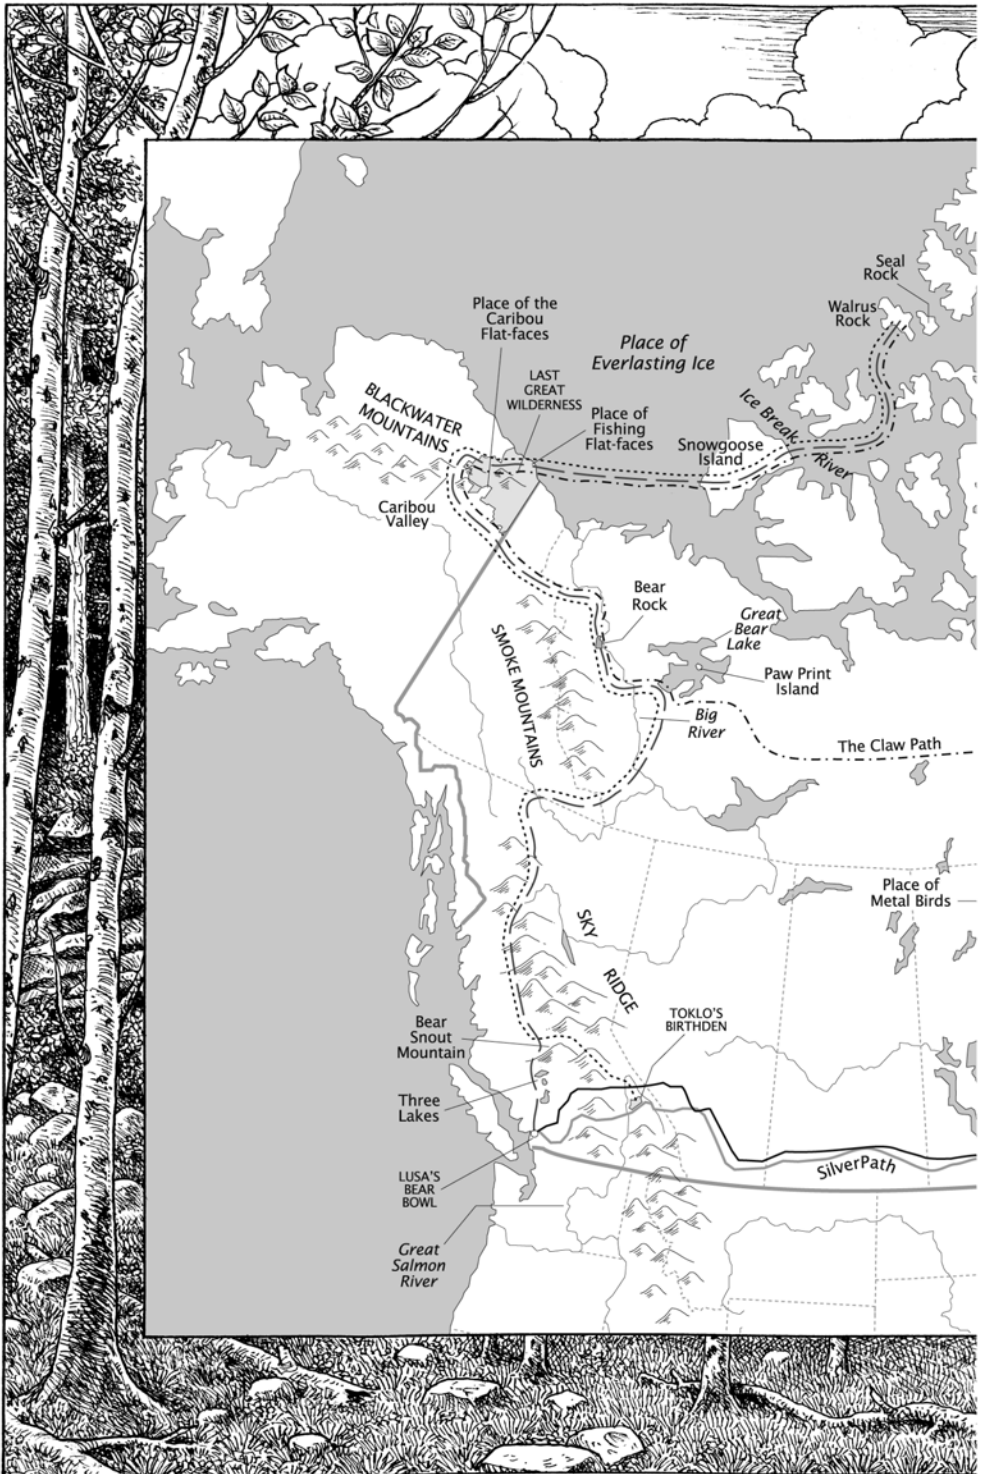 Seal
Rock
Walrus
Rock
Place of the
Caribou
Flat-faces
Place of
Everlasting Ice
LAST
GREAT
WILDERNESS
BLACKWATER
MOUNTAINS
Place of
Fishing
Flat-faces
Ice Break
River
Snowgoose
Island
Caribou
Valley
Bear
Rock
Great
Bear
Lake
SMOKE MOUNTAINS
Paw Print
Island
Big
River
The Claw Path
Place of
Metal Birds
SKY
RIDGE
TOKLO'S
BIRTHDEN
Bear
Snout
Mountain
Three
Lakes
SilverPath
LUSA'S
BEAR
BOWL
Great
Salmon
River